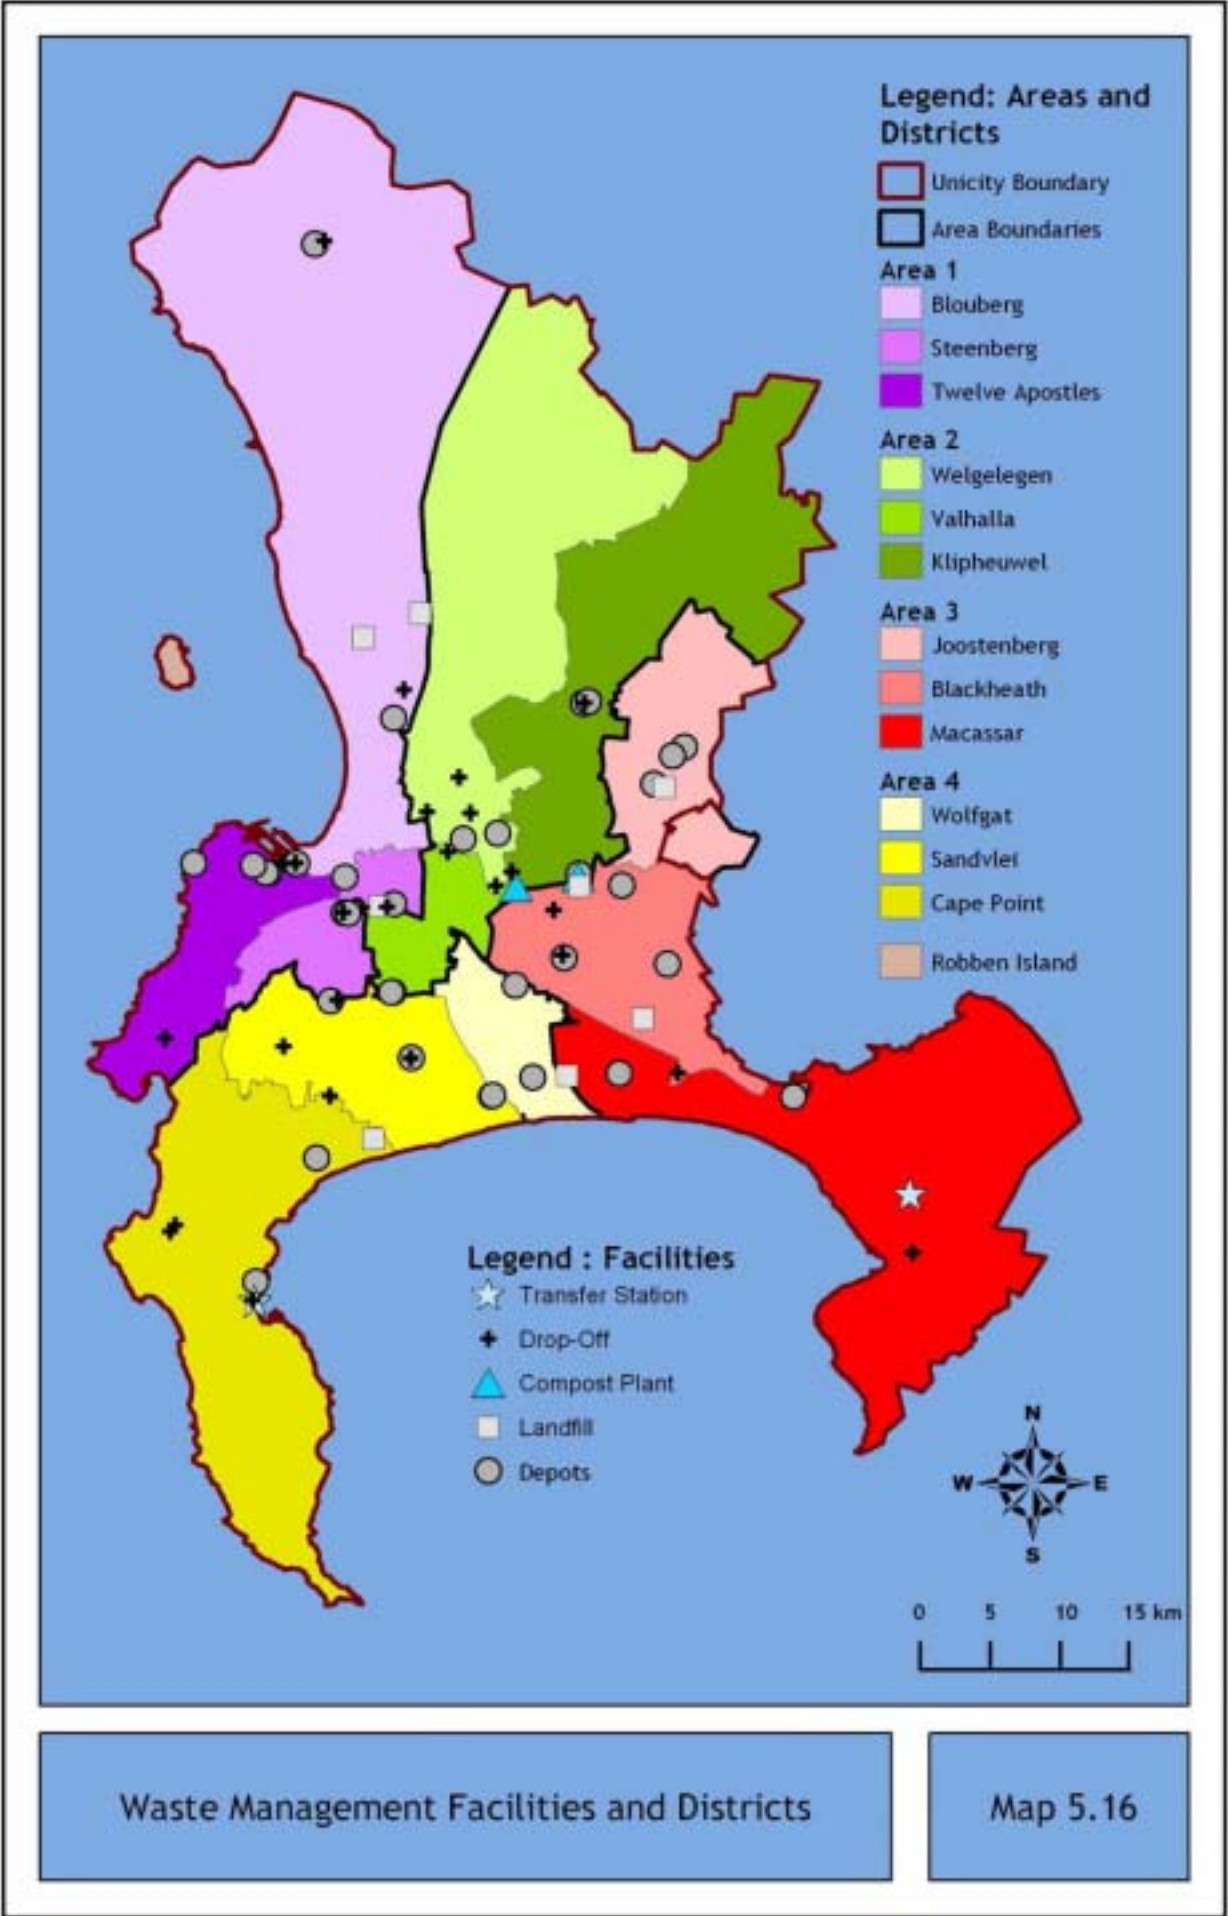 Legend: Areas and
Districts
Unicity Boundary
Area Boundaries
Area 1
Blouberg
Steenberg
Twelve Apostles
Area 2
Welgelegen
Valhalla
Klipheuwel
Area 3
Joostenberg
Blackheath
Macassar
Area 4
Wolfgat
Sandvlei
Cape Point
Robben Island
Legend : Facilities
Transfer Station
Drop-Off
Compost Plant
Landfill
Depots
N
W E
S
0 5 10 15 km
Waste Management Facilities and Districts
Map 5.16